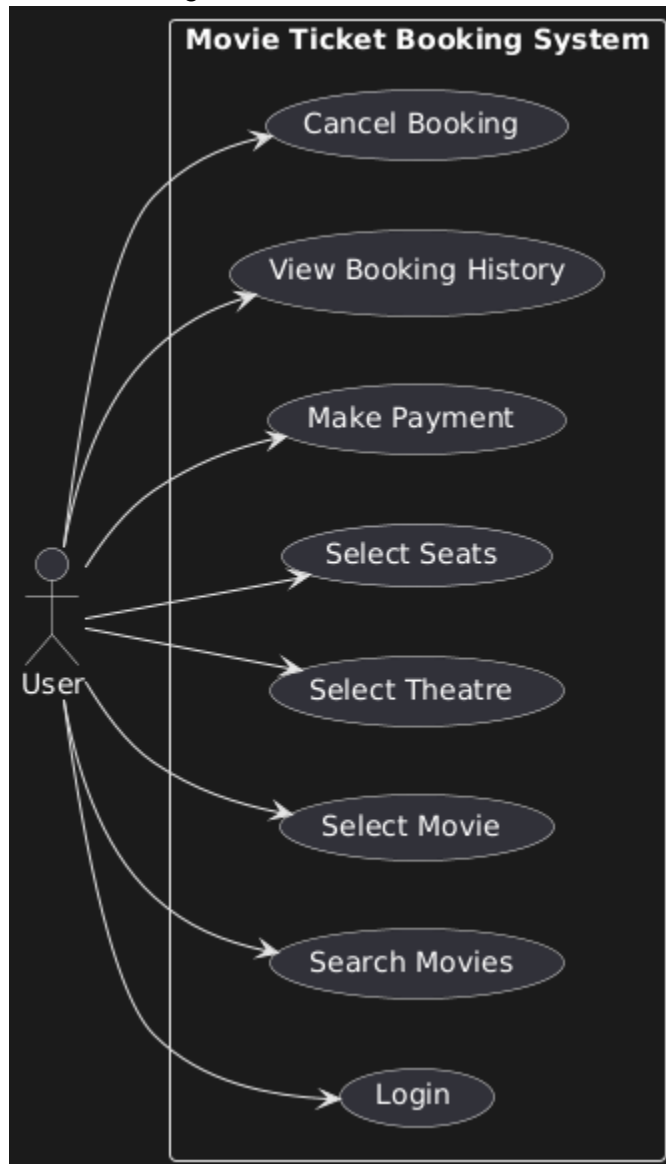 Movie Ticket Booking System
Cancel Booking
View Booking History
Make Payment
Select Seats
User
Select Theatre
Select Movie
Search Movies
Login